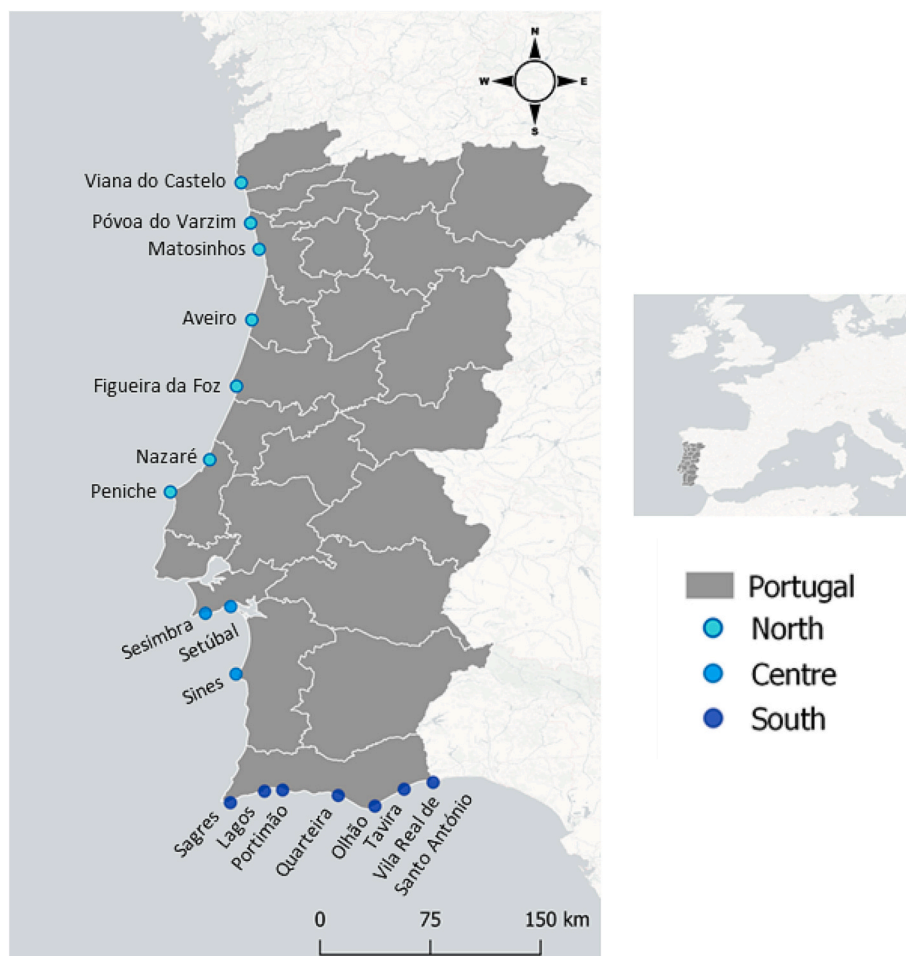 N
W
E
S
Viana do Castelo
Póvoa do Varzim
Matosinhos
Aveiro
Figueira da Foz
Nazaré
Peniche
Sesimbra
Setúbal
Sines
Sagres
Lagos
Portimão
Quarteira
Olhão
Tavira
Vila Real de
Santo António
0 75 150 km
Portugal
North
Centre
South